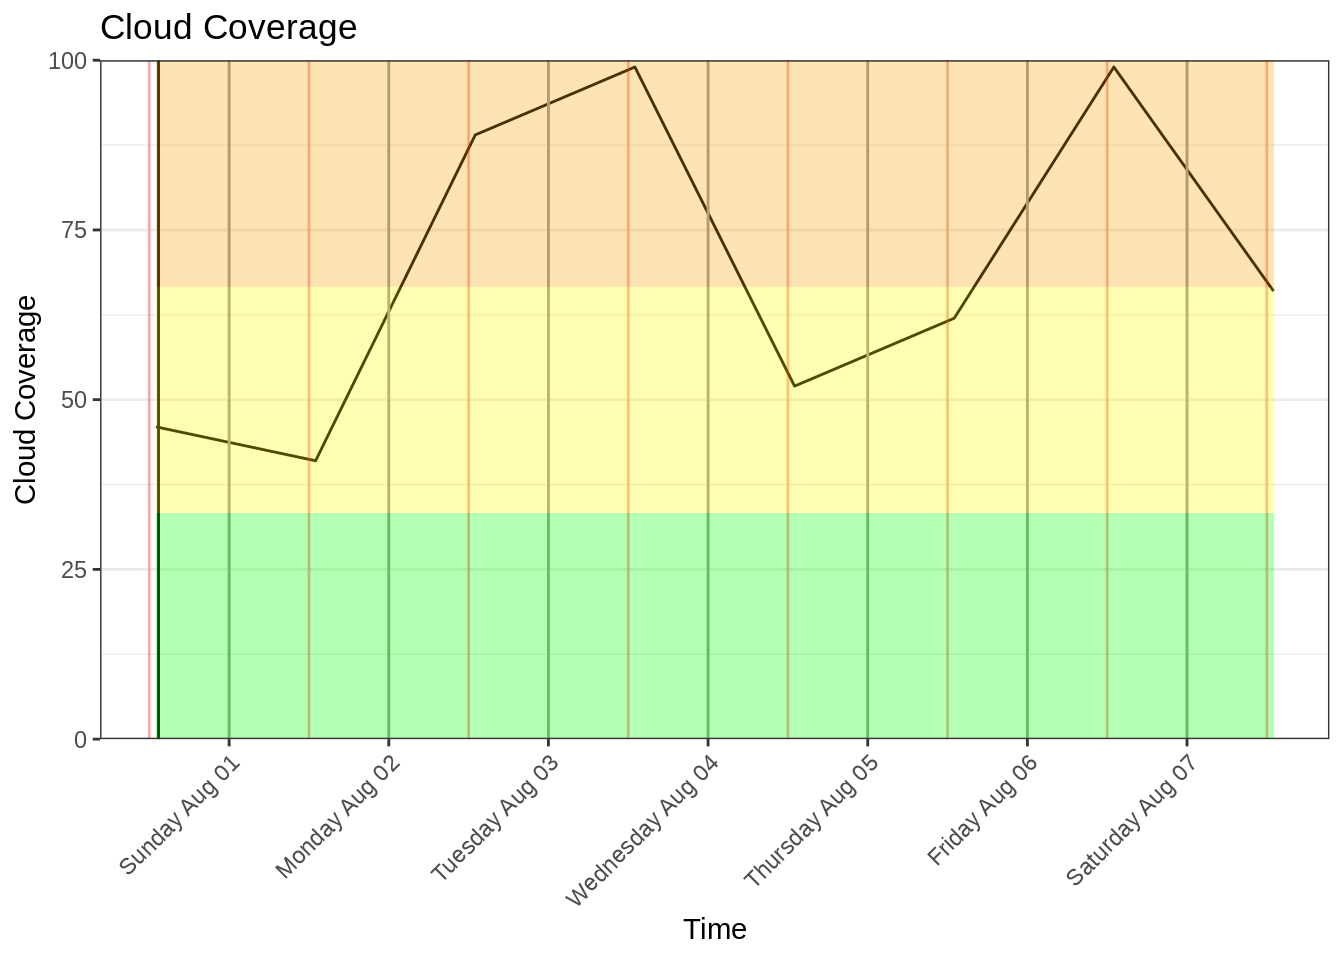 Cloud Coverage
100
75
50
25
0
Cloud Coverage
Sunday Aug 01
Monday Aug 02
Tuesday Aug 03
Wednesday Aug 04
Thursday Aug 05
Friday Aug 06
Saturday Aug 07
Time